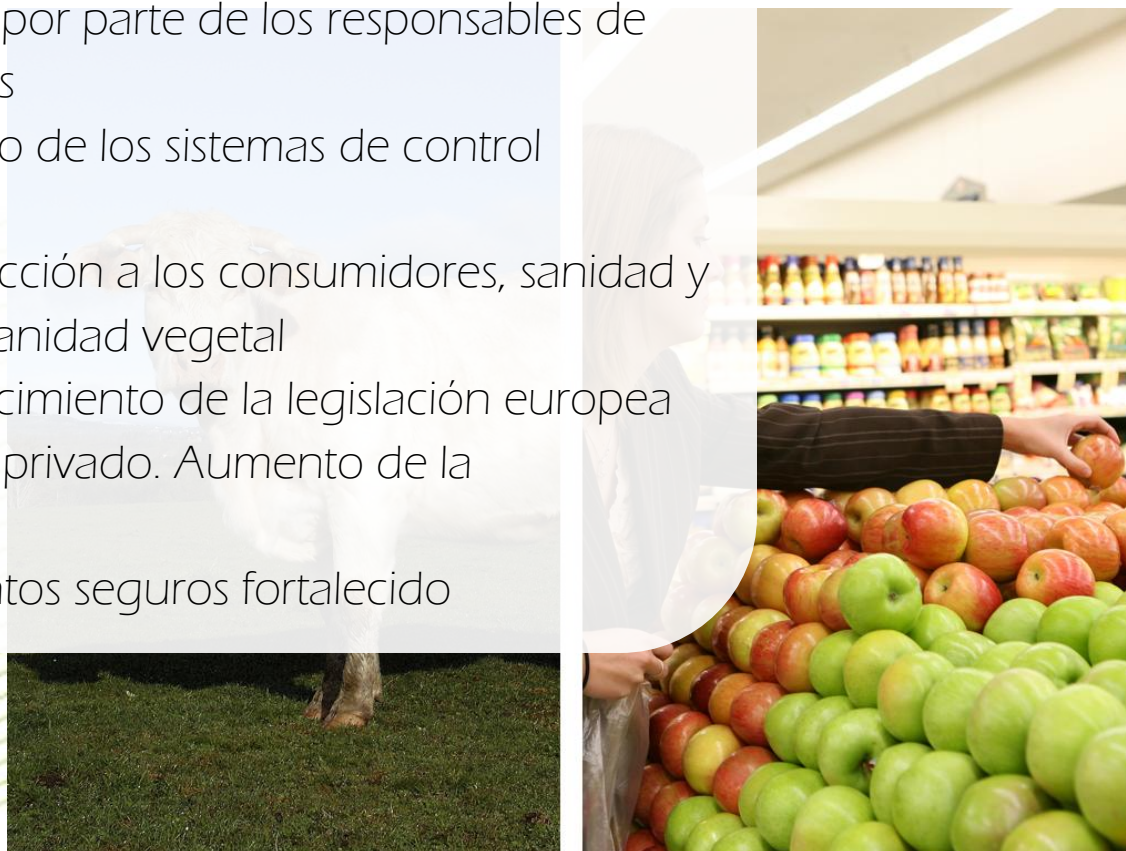 por parte de los responsables de
s
o de los sistemas de control
cción a los consumidores, sanidad y
anidad vegetal
cimiento de la legislación europea
privado. Aumento de la
ntos seguros fortalecido